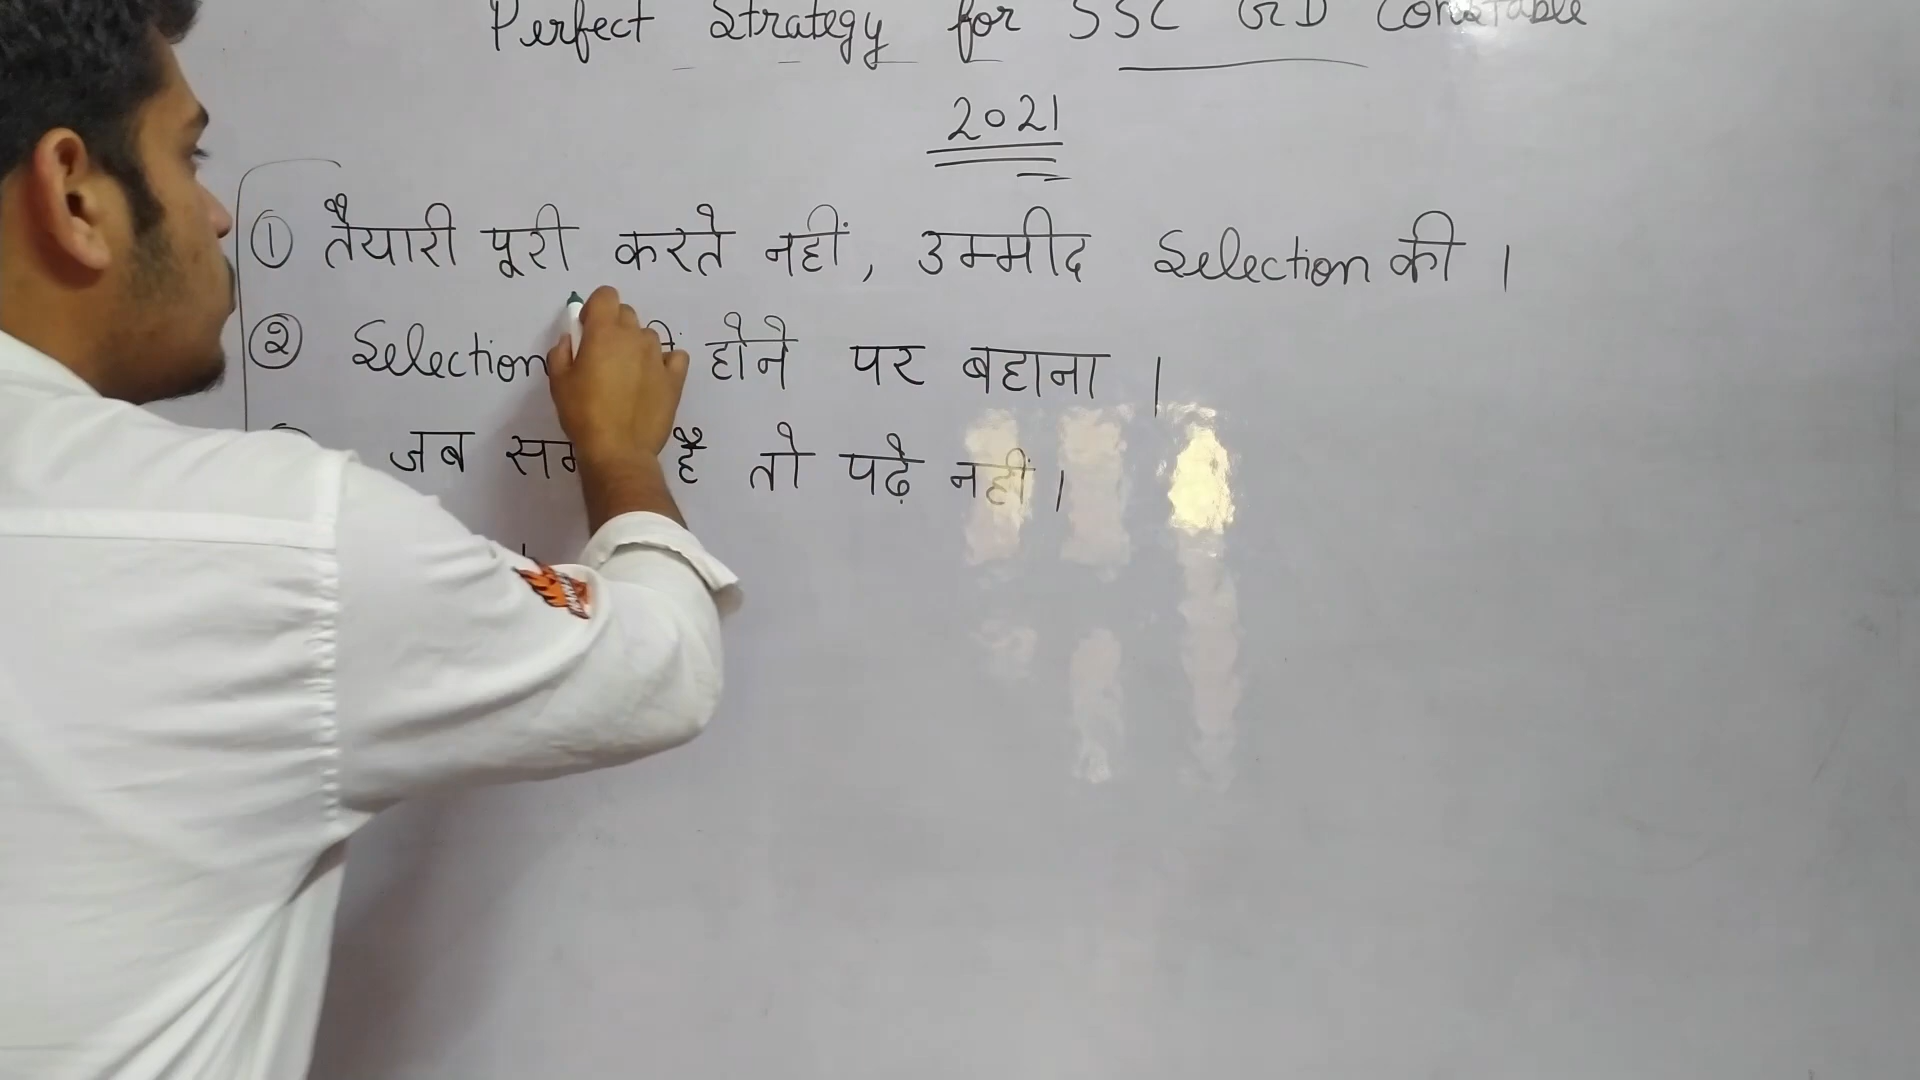 Perfect Strategy for SSC GD Constable
2021
① तैयारी पूरी करते नहीं, उम्मीद Selection की ।
② Selection होने पर बहाना ।
जब है तो पढ़े नहीं ।